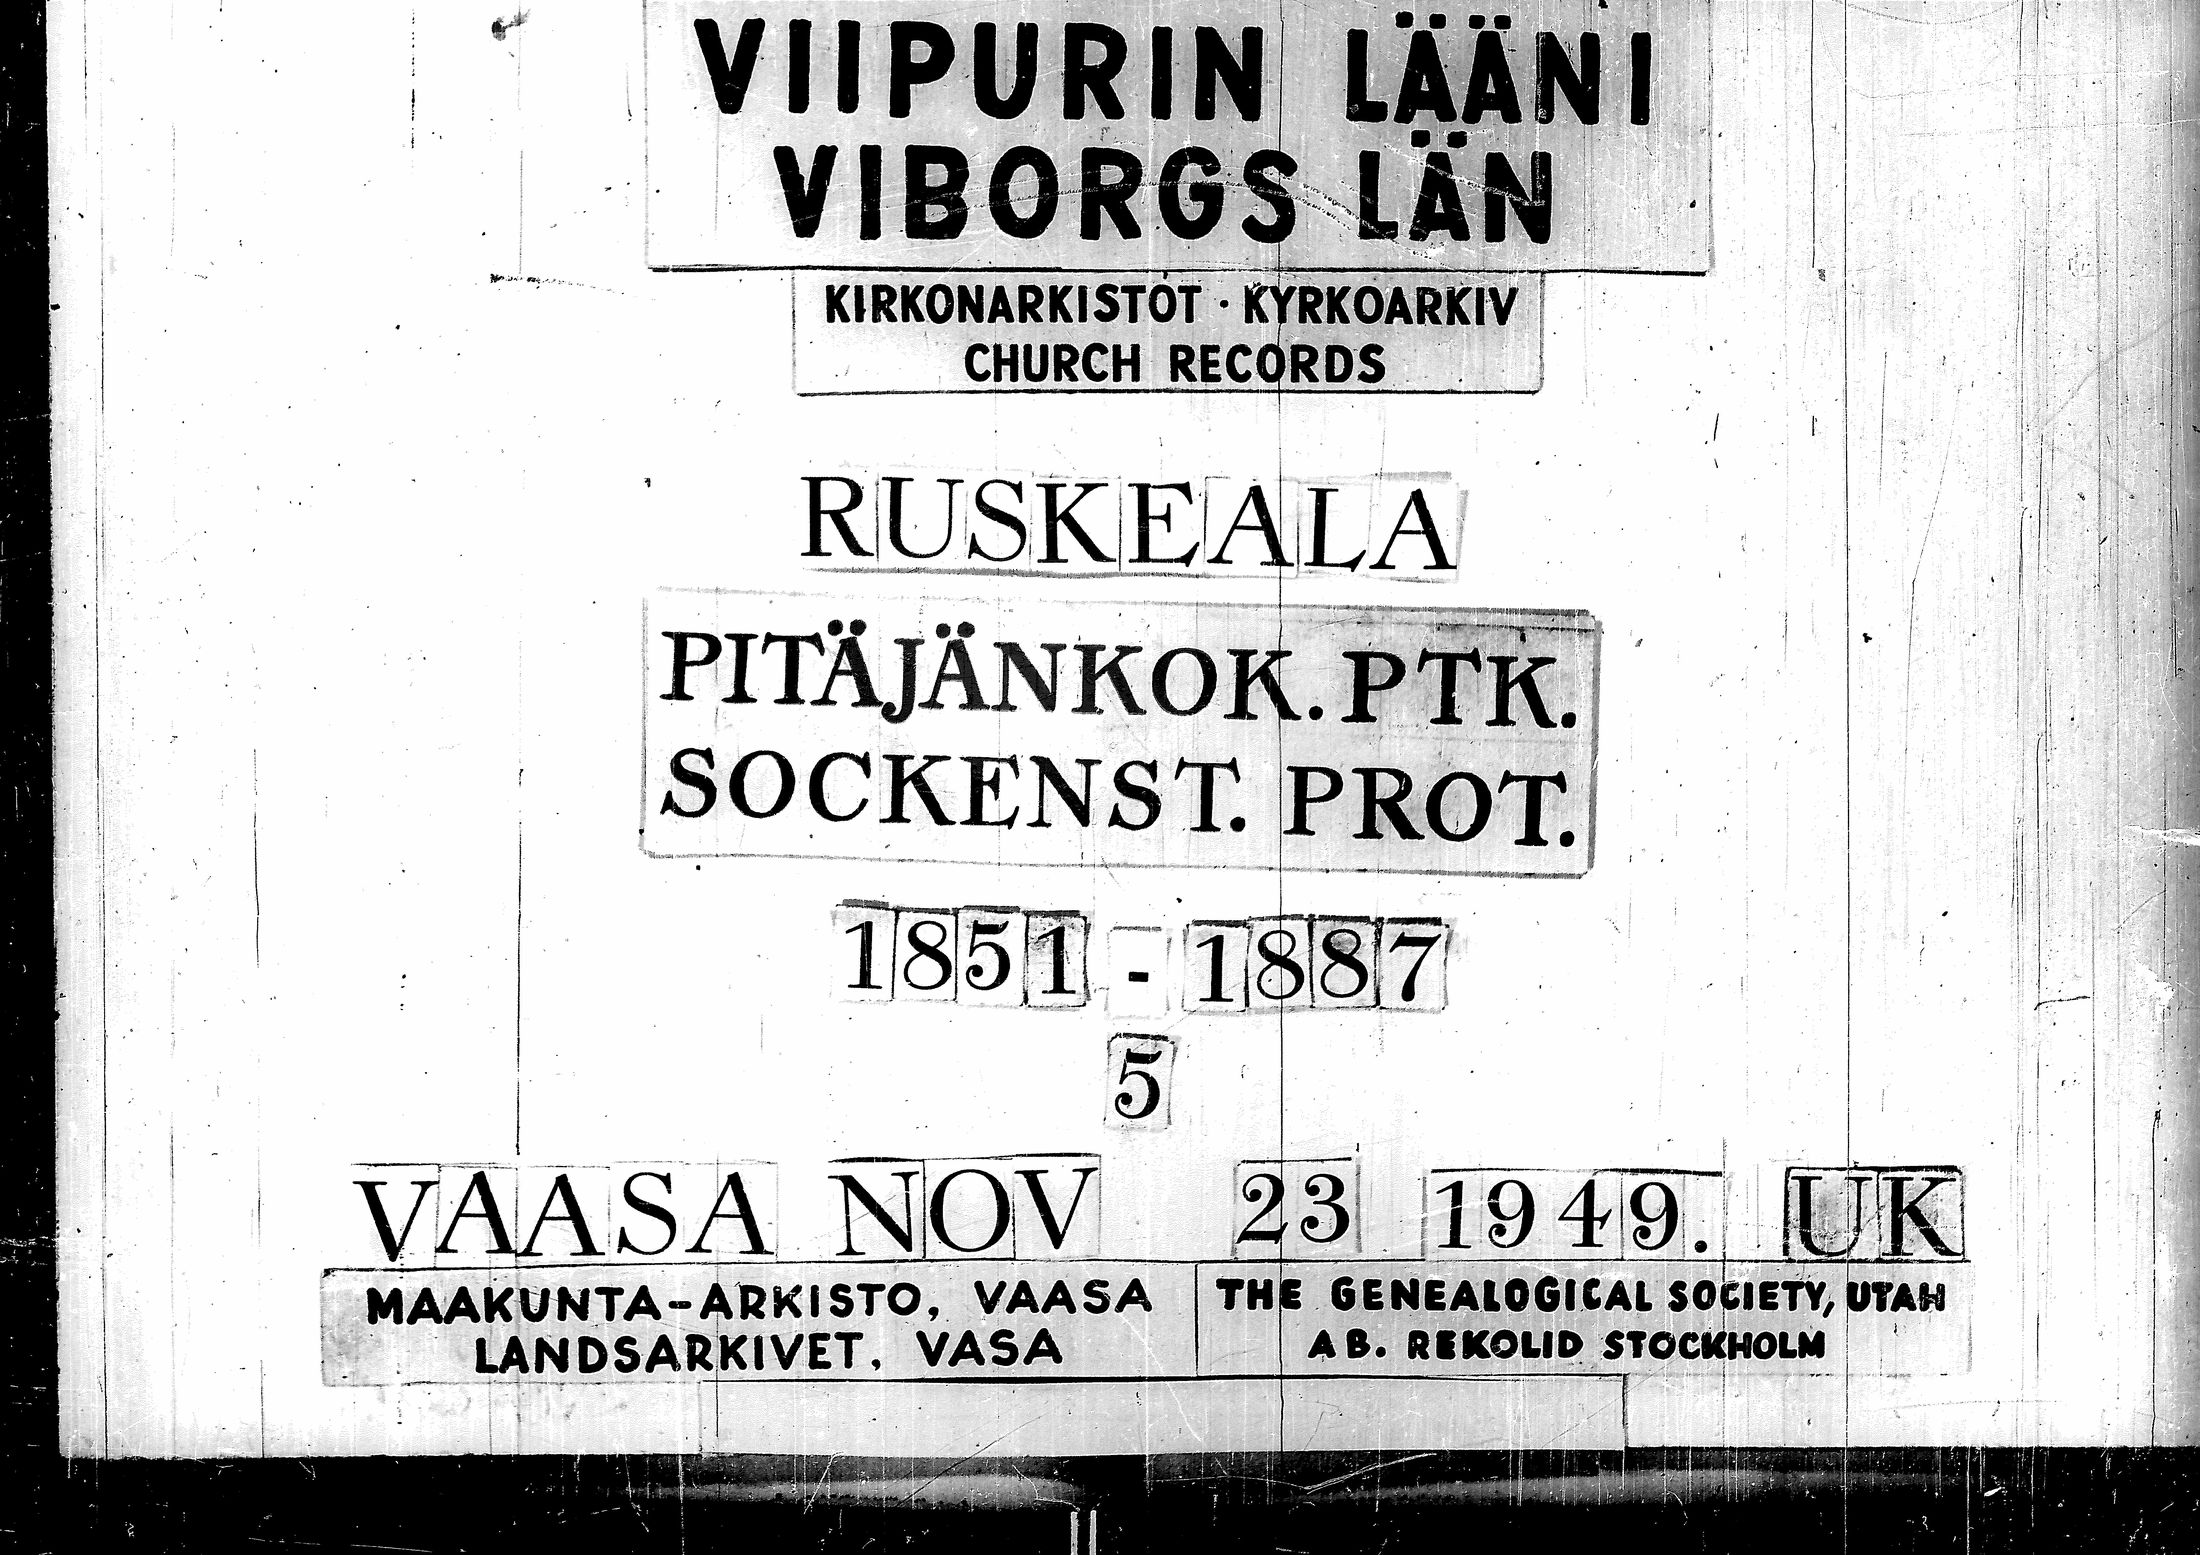 VIIPURIN LÄÄNI
VIBORGS LÄN
KIRKONARKISTOT · KYRKOARKIV
CHURCH RECORDS
RUSKEALA
PITÄJÄNKOK. PTK.
SOCKENST. PROT.
1851 - 1887
5
VAASA NOV 23 1949. UK
MAAKUNTA-ARKISTO, VAASA
LANDSARKIVET, VASA
THE GENEALOGICAL SOCIETY, UTAH
AB. REKOLID STOCKHOLM